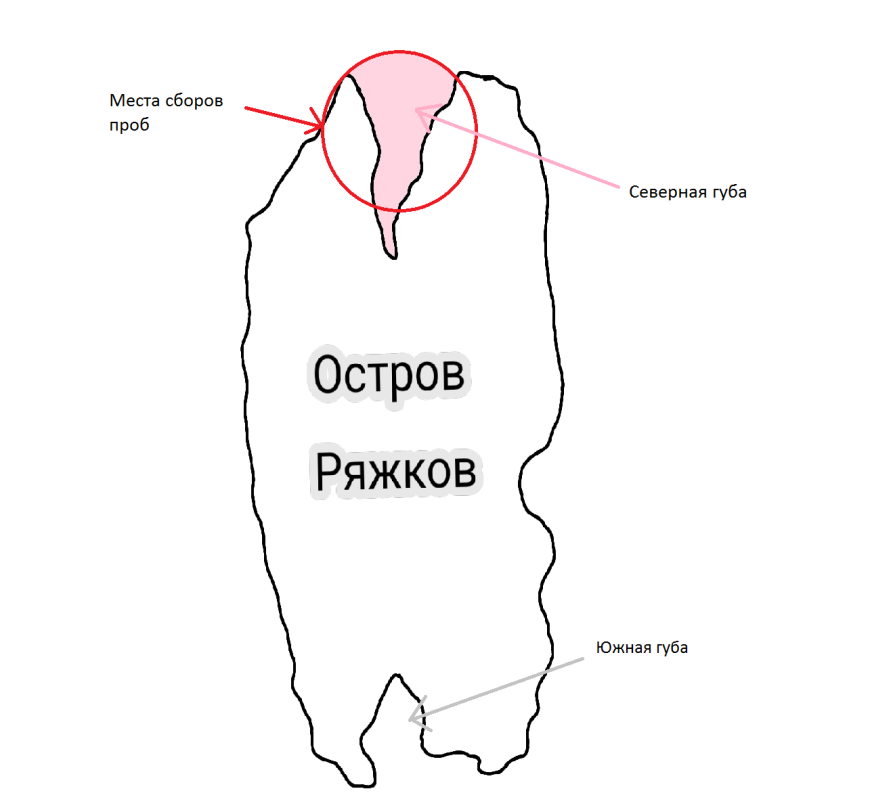 Места сборов
проб
Северная губа
Остров
Ряжков
Южная губа